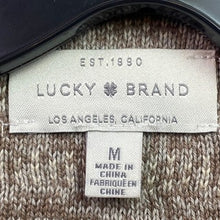 EST.1990
LUCKY BRAND
LOS ANGELES, CALIFORNIA
M
MADE IN
CHINA
FABRIQUÉ EN
CHINE